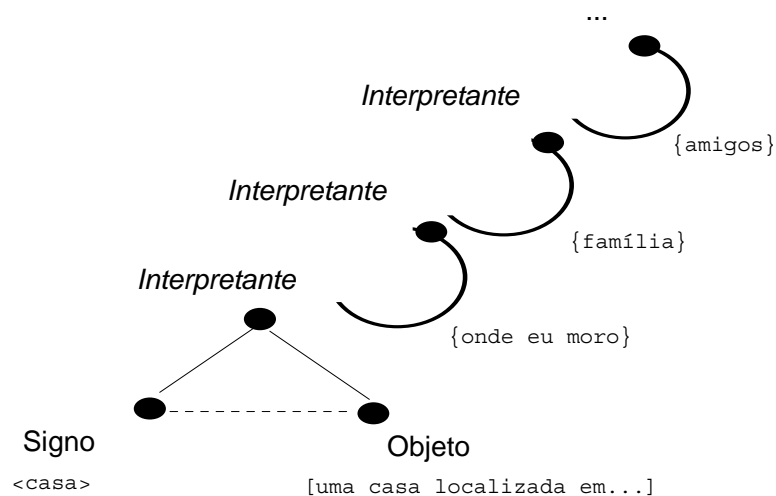 ...
Interpretante
{amigos}
Interpretante
{família}
Interpretante
{onde eu moro}
Signo
Objeto
<casa>
[uma casa localizada em...]